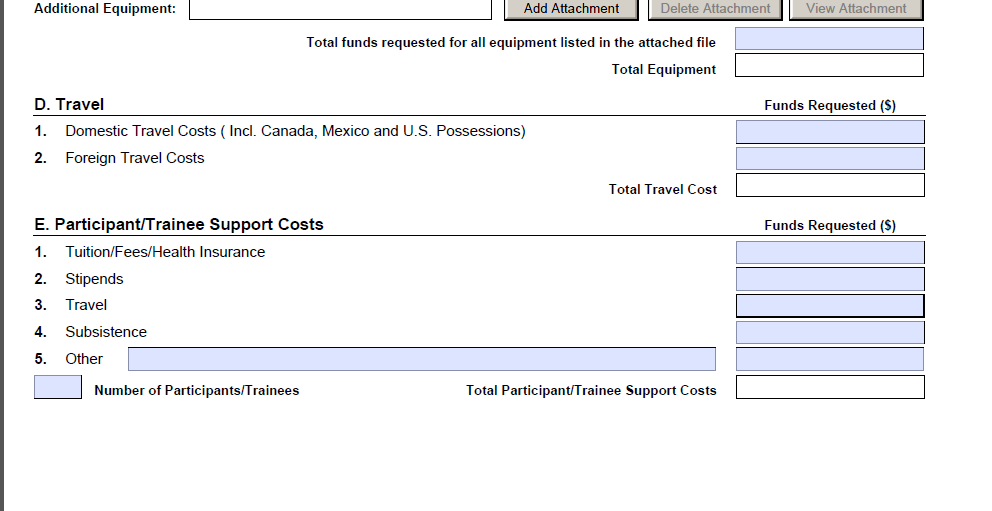 Additional Equipment: Add Attachment Delete Attachment View Attachment
Total funds requested for all equipment listed in the attached file
Total Equipment
D. Travel Funds Requested ($)
1. Domestic Travel Costs ( Incl. Canada, Mexico and U.S. Possessions)
2. Foreign Travel Costs
Total Travel Cost
E. Participant/Trainee Support Costs Funds Requested ($)
1. Tuition/Fees/Health Insurance
2. Stipends
3. Travel
4. Subsistence
5. Other
Number of Participants/Trainees Total Participant/Trainee Support Costs